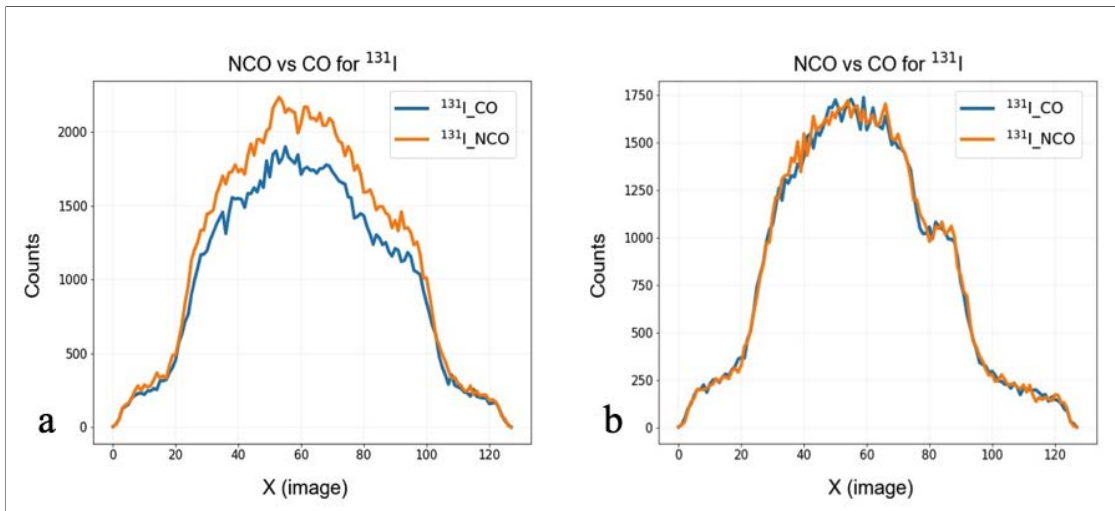 NCO vs CO for ¹³¹I
¹³¹I_CO
¹³¹I_NCO
2000
1500
1000
500
0
Counts
0 20 40 60 80 100 120
X (image)
a
NCO vs CO for ¹³¹I
¹³¹I_CO
¹³¹I_NCO
1750
1500
1250
1000
750
500
250
0
Counts
0 20 40 60 80 100 120
X (image)
b